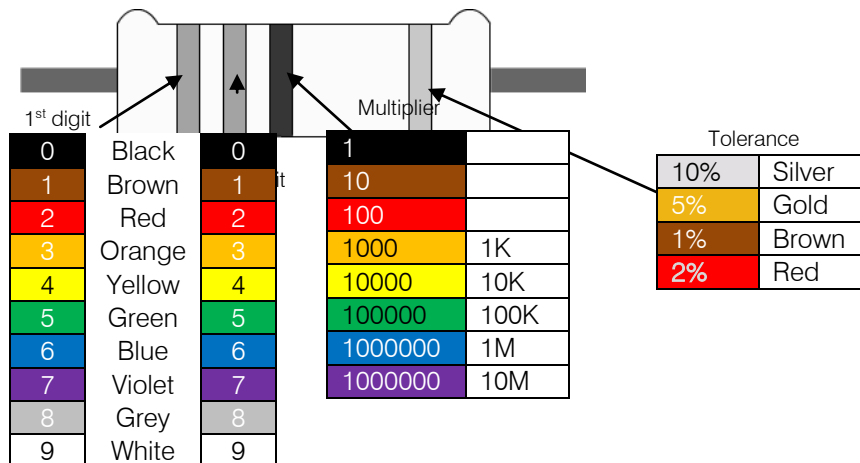 1st digit
Multiplier
Tolerance
0 Black 0
1 Brown 1 it
2 Red 2
3 Orange 3
4 Yellow 4
5 Green 5
6 Blue 6
7 Violet 7
8 Grey 8
9 White 9
1
10
100
1000 1K
10000 10K
100000 100K
1000000 1M
1000000 10M
10% Silver
5% Gold
1% Brown
2% Red